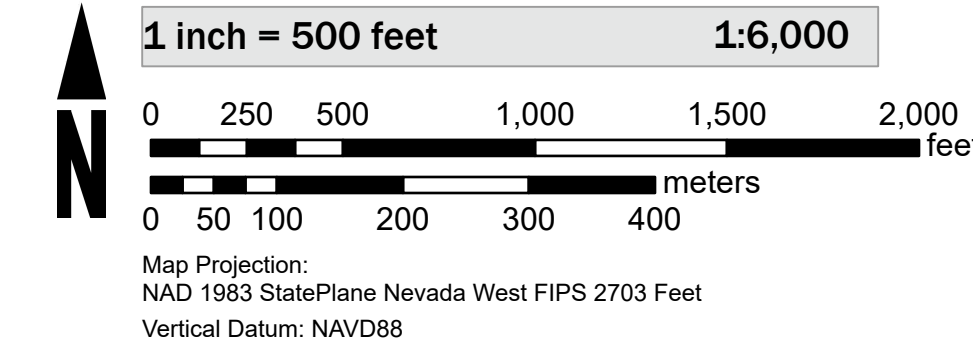 1 inch = 500 feet 1:6,000
0 250 500 1,000 1,500 2,000
feet
meters
0 50 100 200 300 400
N
Map Projection:
NAD 1983 StatePlane Nevada West FIPS 2703 Feet
Vertical Datum: NAVD88